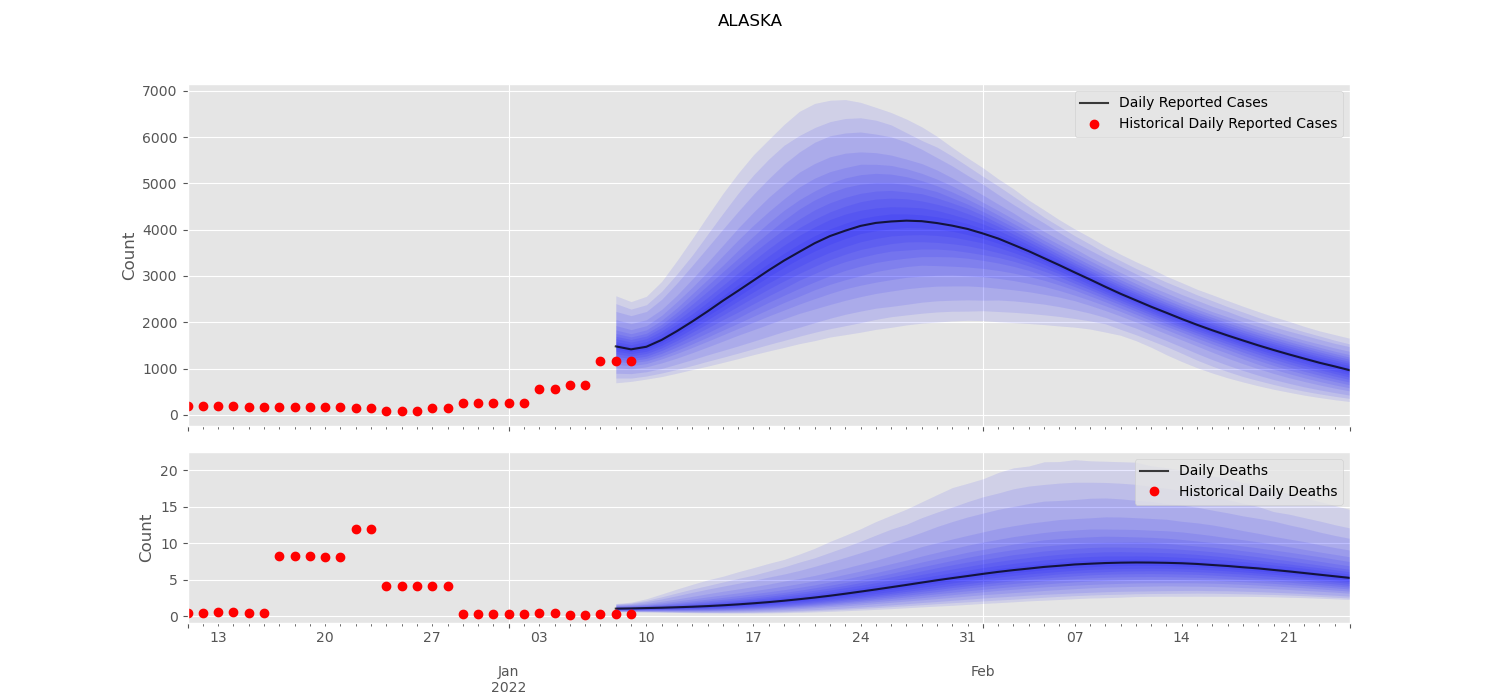 ALASKA
7000
6000
5000
4000
3000
2000
1000
0
Count
Daily Reported Cases
Historical Daily Reported Cases
20
15
10
5
0
Count
Daily Deaths
Historical Daily Deaths
13 20 27 03 10 17 24 31 07 14 21
Jan Feb
2022